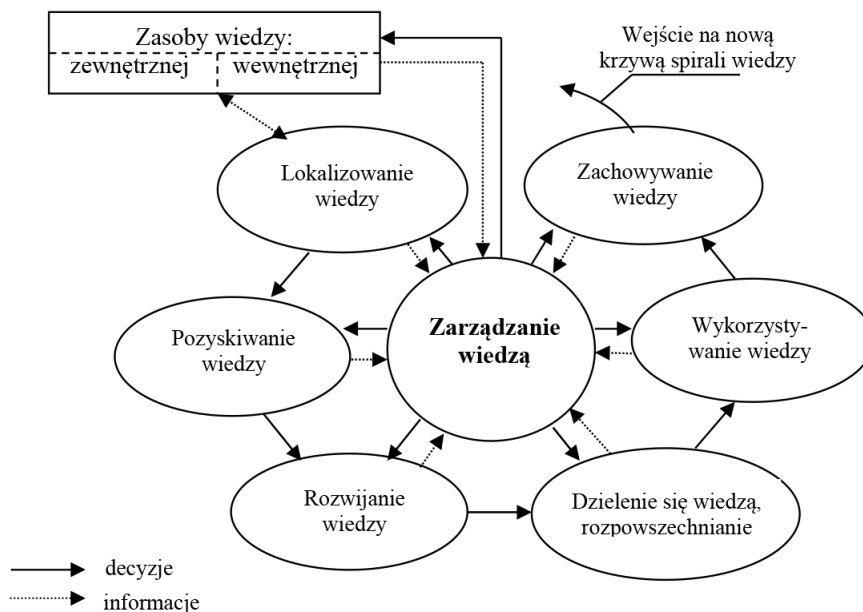 Zasoby wiedzy:
zewnętrznej
wewnętrznej
Wejście na nową
krzywą spirali wiedzy
Lokalizowanie
wiedzy
Zachowywanie
wiedzy
Zarządzanie
wiedzą
Pozyskiwanie
wiedzy
Wykorzysty-
wanie wiedzy
Rozwijanie
wiedzy
Dzielenie się wiedzą,
rozpowszechnianie
decyzje
informacje